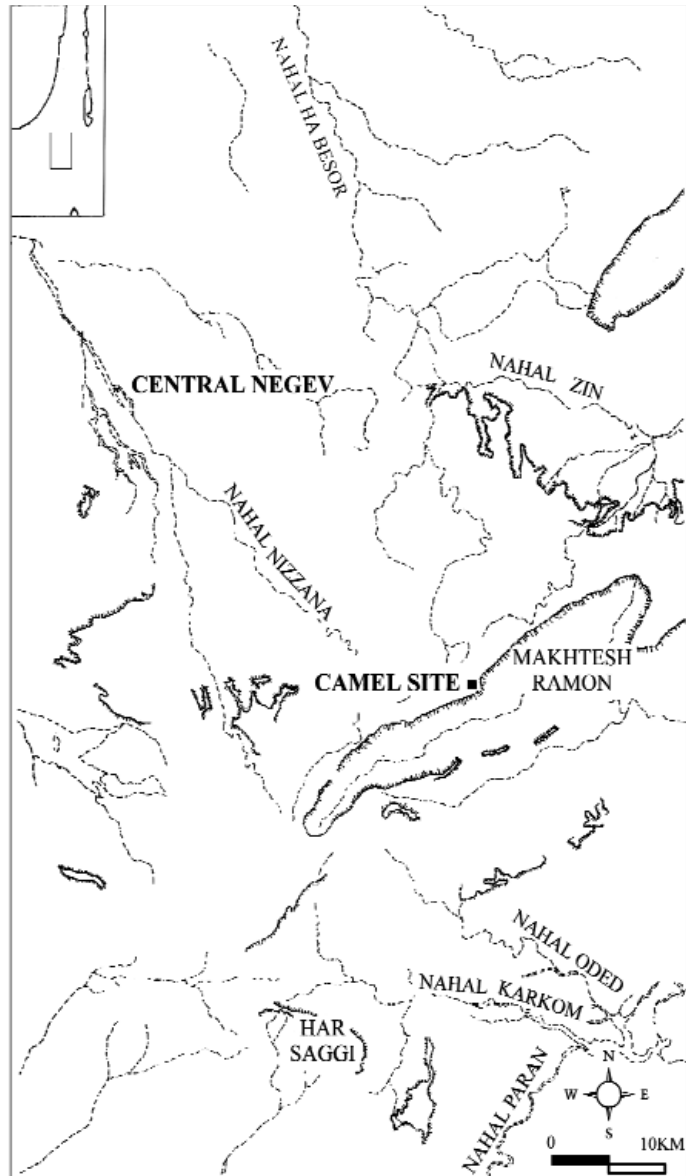 NAHAL HA BESOR
CENTRAL NEGEV
NAHAL ZIN
NAHAL NIZZANA
CAMEL SITE
MAKHTESH
RAMON
NAHAL ODED
NAHAL KARKOM
HAR
SAGGI
NAHAL PARAN
N
W E
S
0 10KM